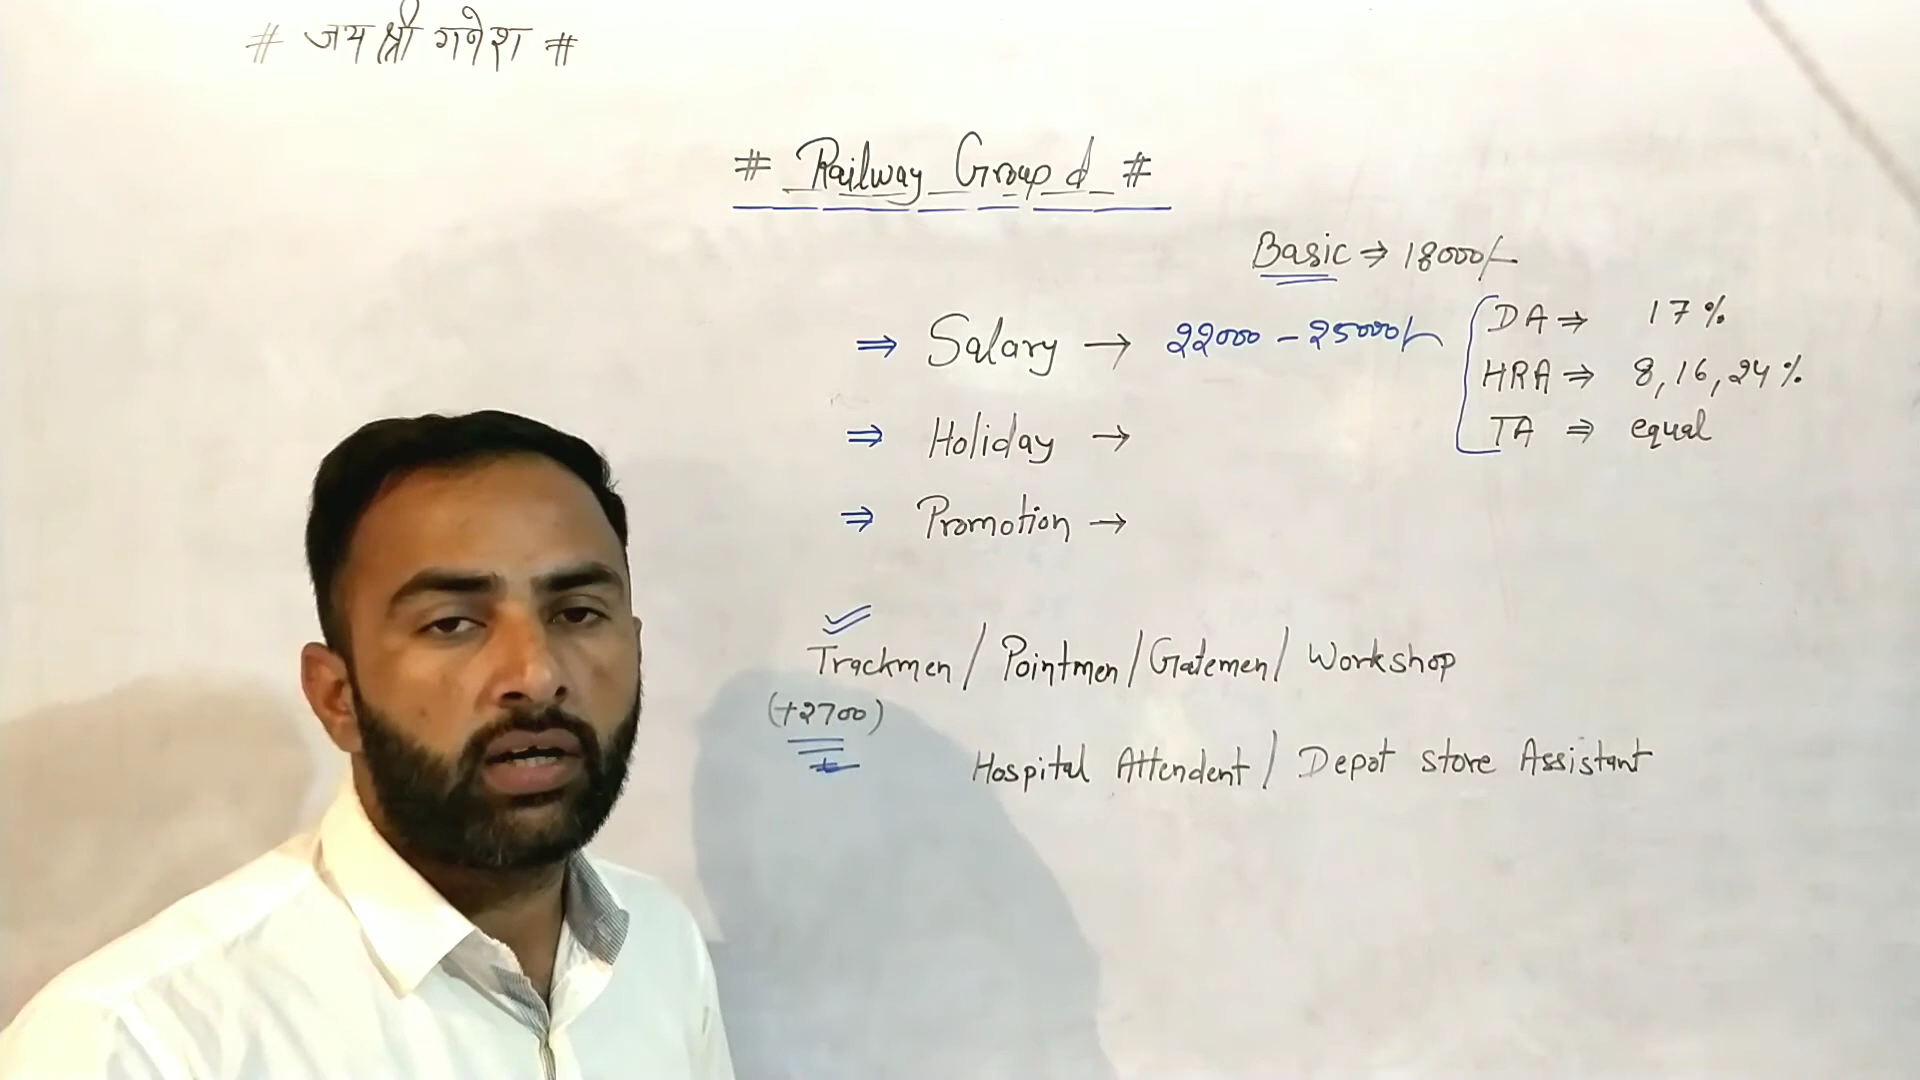 # जय श्री गणेश #
# Railway Group d #
Basic ⇒ 18000/-
⇒ Salary → 22000 - 25000/-
DA ⇒ 17%
HRA ⇒ 8, 16, 24%
TA ⇒ equal
⇒ Holiday →
⇒ Promotion →
Trackmen / Pointmen / Gatemen / Workshop
(+2700)
Hospital Attendent / Depot Store Assistant